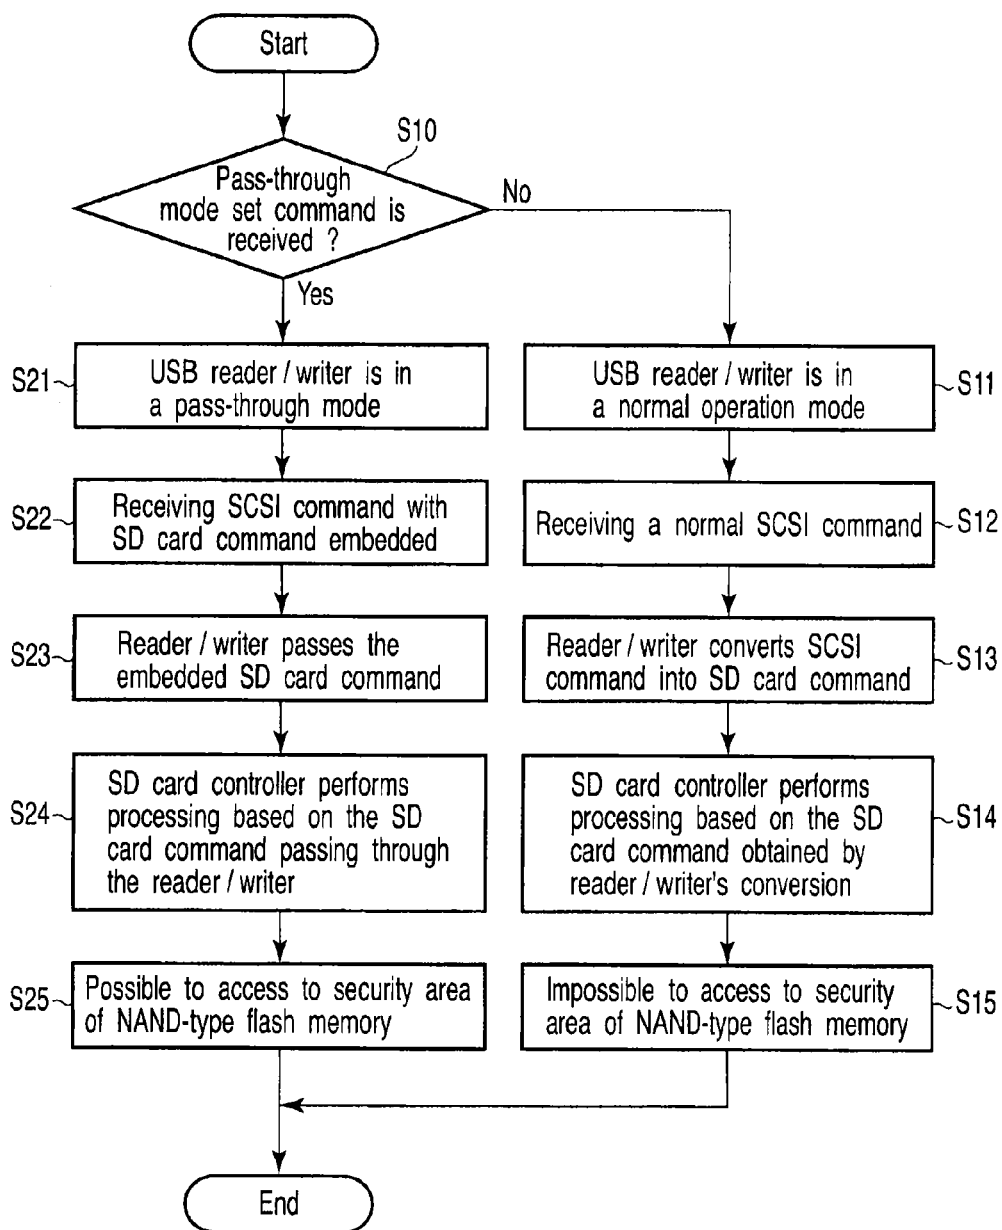 Start
S10
Pass-through
mode set command is
received ?
No
Yes
S21
USB reader / writer is in
a pass-through mode
USB reader / writer is in
a normal operation mode
S11
S22
Receiving SCSI command with
SD card command embedded
Receiving a normal SCSI command
S12
S23
Reader / writer passes the
embedded SD card command
Reader / writer converts SCSI
command into SD card command
S13
S24
SD card controller performs
processing based on the SD
card command passing through
the reader / writer
SD card controller performs
processing based on the SD
card command obtained by
reader / writer's conversion
S14
S25
Possible to access to security area
of NAND-type flash memory
Impossible to access to security
area of NAND-type flash memory
S15
End